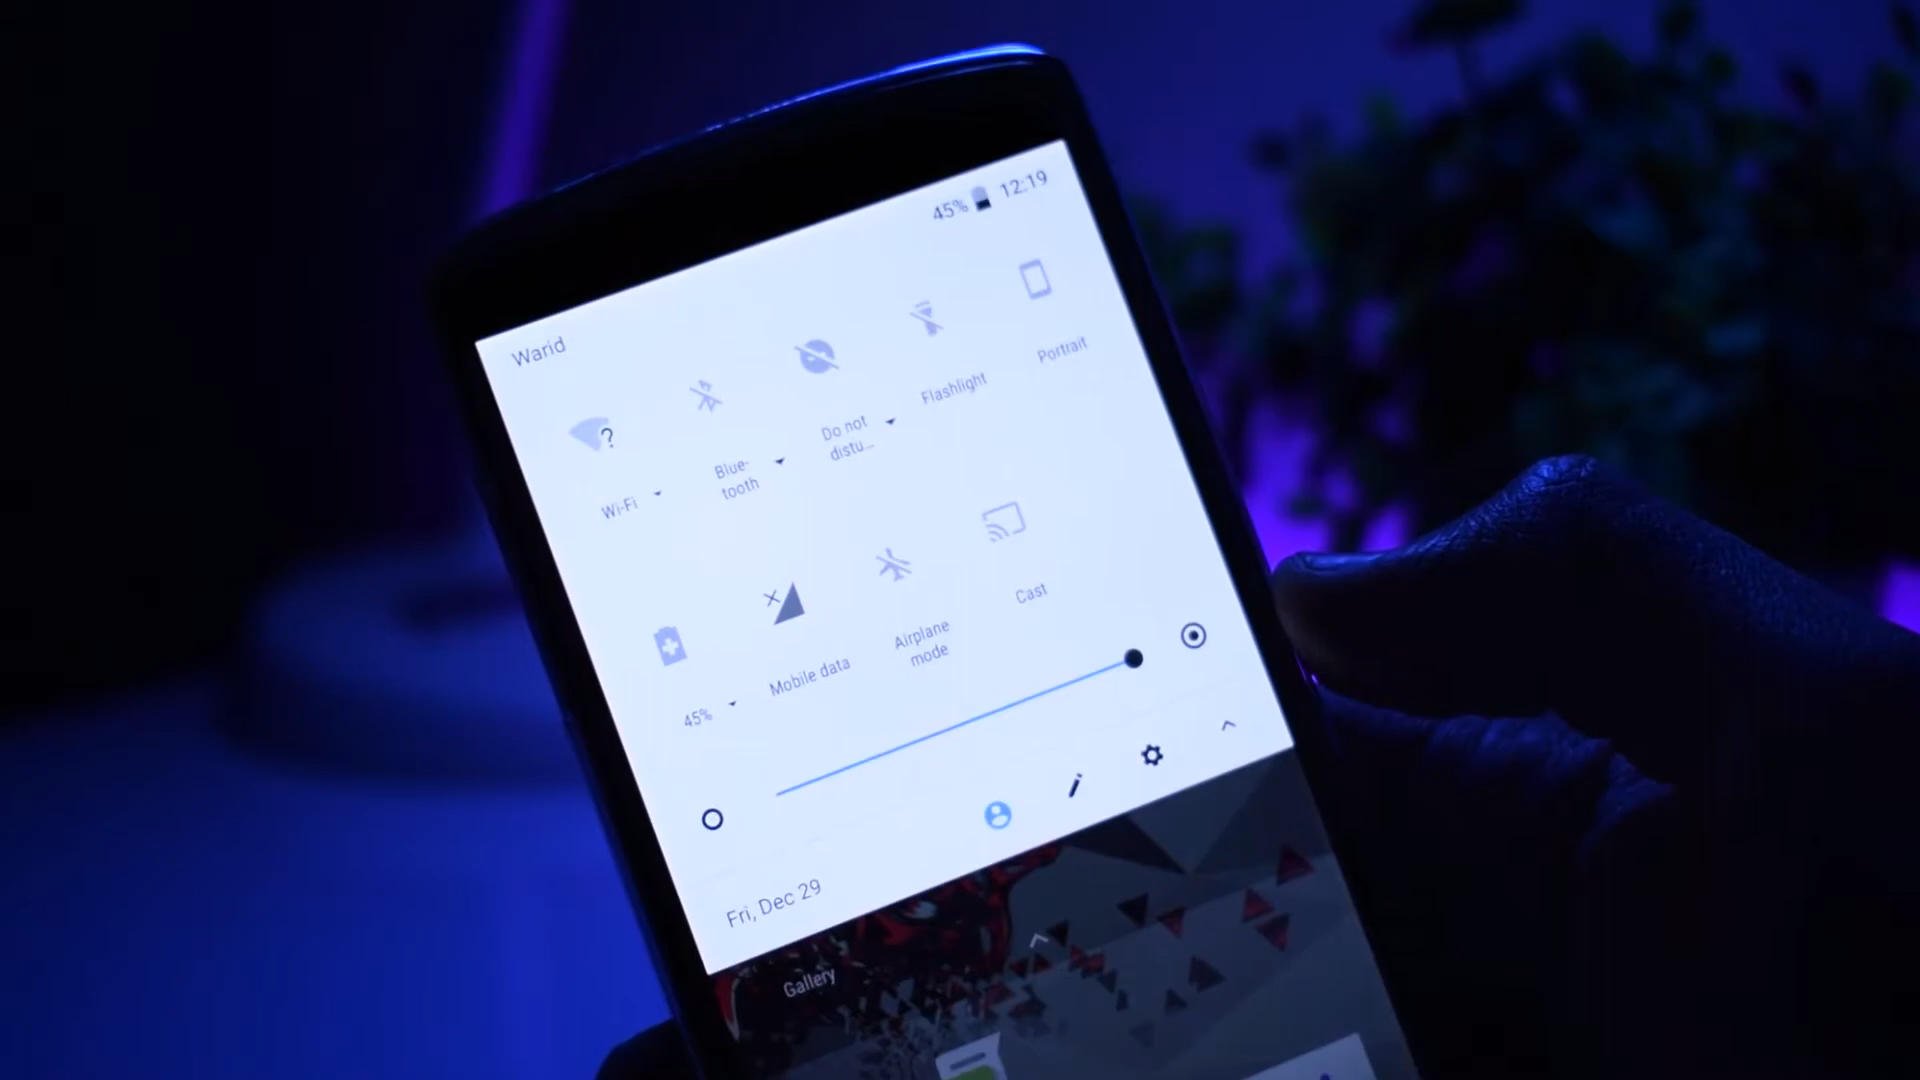 45% 12:19
Warid
Wi-Fi
Blue-
tooth
Do not
distu...
Flashlight
Portrait
45%
Mobile data
Airplane
mode
Cast
Fri, Dec 29
Gallery